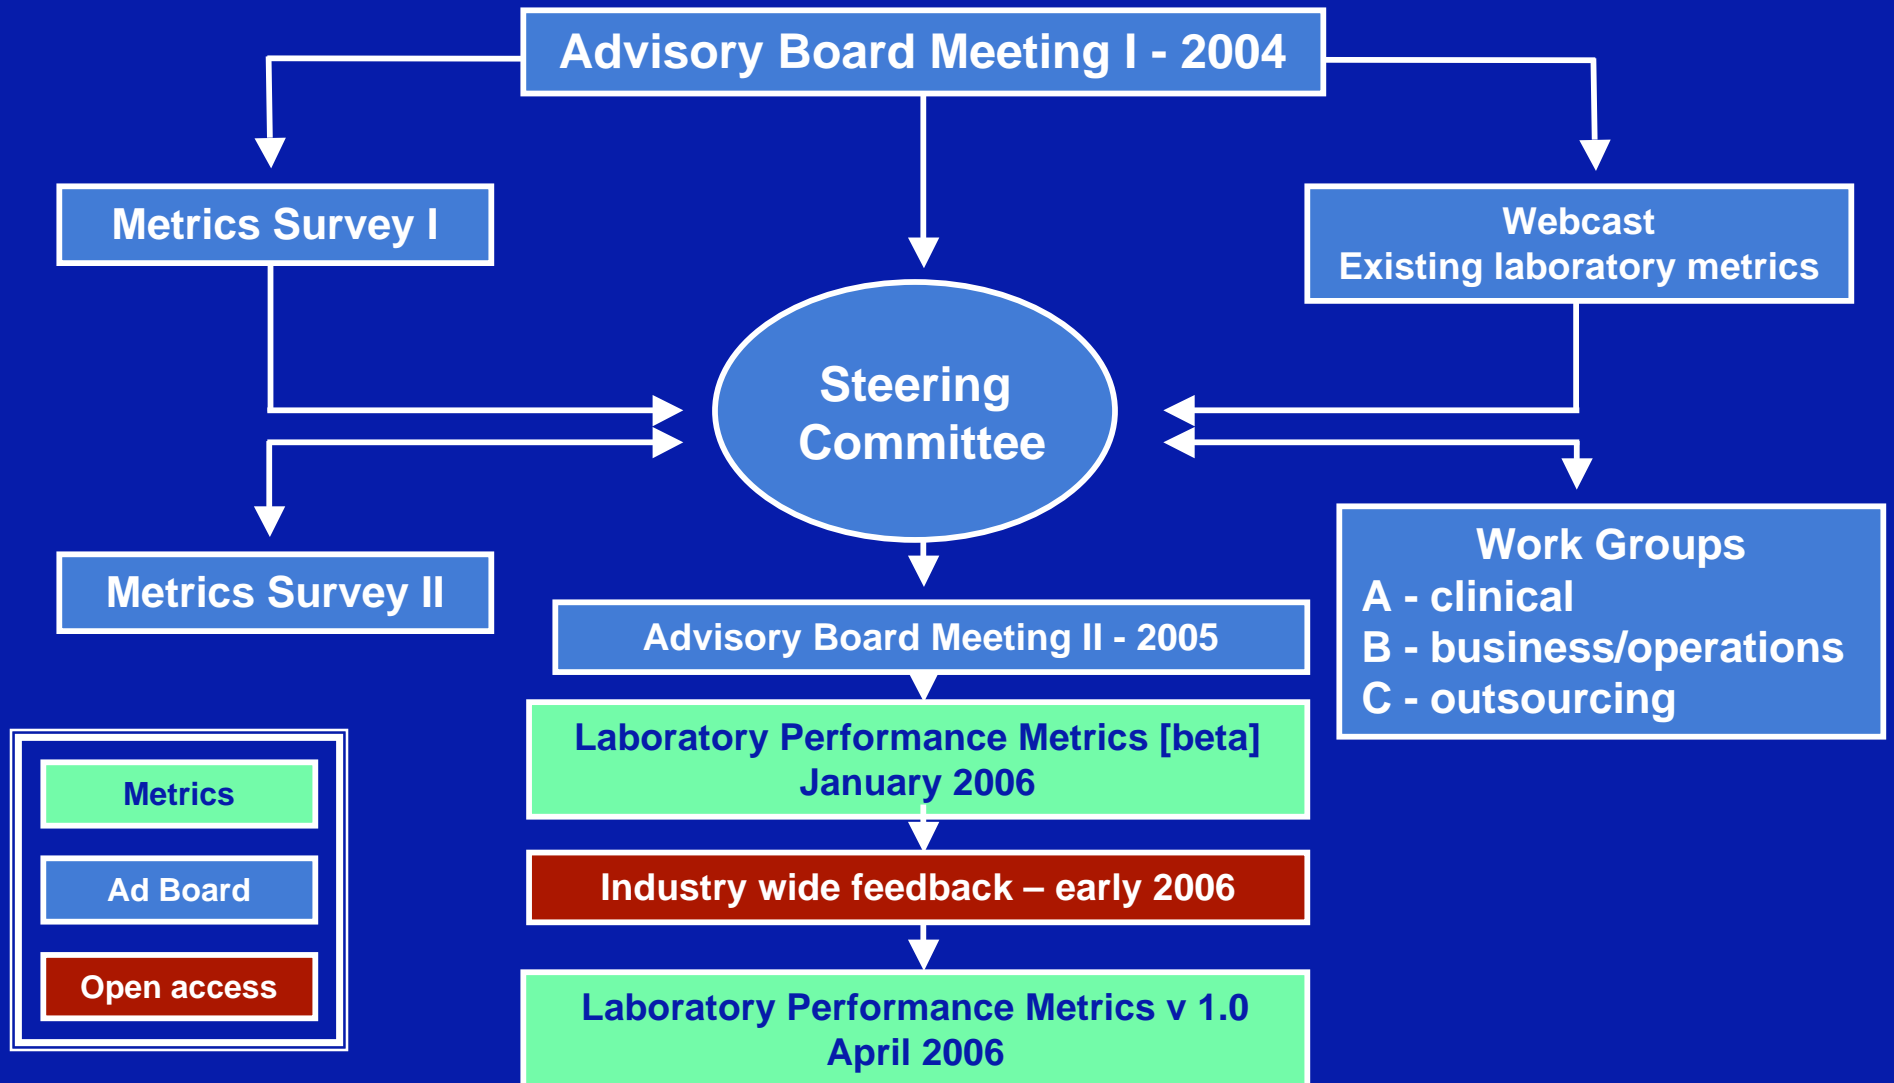 Advisory Board Meeting I - 2004
Metrics Survey I
Webcast
Existing laboratory metrics
Steering
Committee
Metrics Survey II
Work Groups
A - clinical
B - business/operations
C - outsourcing
Advisory Board Meeting II - 2005
Laboratory Performance Metrics [beta]
January 2006
Industry wide feedback – early 2006
Laboratory Performance Metrics v 1.0
April 2006
Metrics
Ad Board
Open access